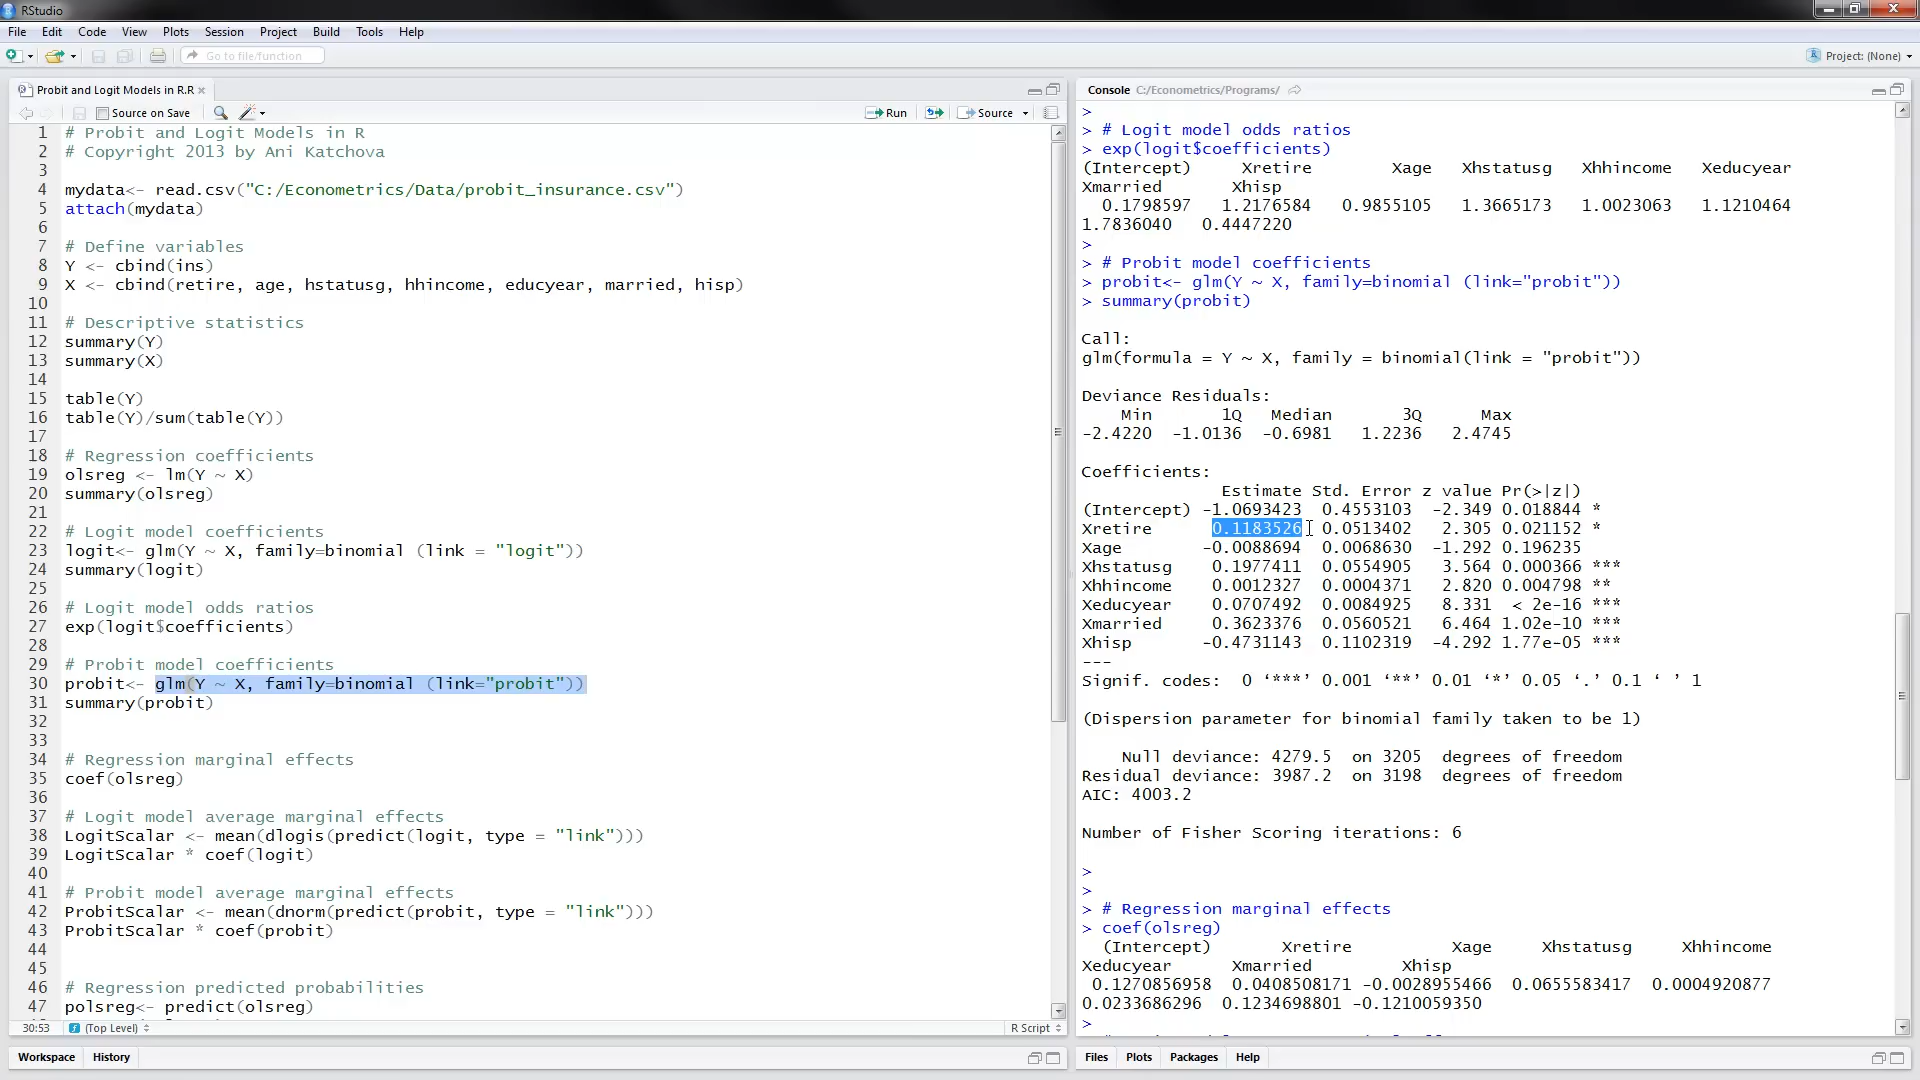 RStudio
File Edit Code View Plots Session Project Build Tools Help
Go to file/function
Project: (None)
Probit and Logit Models in R.R
Source on Save
Run
Source
1 # Probit and Logit Models in R
2 # Copyright 2013 by Ani Katchova
3
4 mydata<- read.csv("C:/Econometrics/Data/probit_insurance.csv")
5 attach(mydata)
6
7 # Define variables
8 Y <- cbind(ins)
9 X <- cbind(retire, age, hstatusg, hhincome, educyear, married, hisp)
10
11 # Descriptive statistics
12 summary(Y)
13 summary(X)
14
15 table(Y)
16 table(Y)/sum(table(Y))
17
18 # Regression coefficients
19 olsreg <- lm(Y ~ X)
20 summary(olsreg)
21
22 # Logit model coefficients
23 logit<- glm(Y ~ X, family=binomial (link = "logit"))
24 summary(logit)
25
26 # Logit model odds ratios
27 exp(logit$coefficients)
28
29 # Probit model coefficients
30 probit<- glm(Y ~ X, family=binomial (link="probit"))
31 summary(probit)
32
33
34 # Regression marginal effects
35 coef(olsreg)
36
37 # Logit model average marginal effects
38 LogitScalar <- mean(dlogis(predict(logit, type = "link")))
39 LogitScalar * coef(logit)
40
41 # Probit model average marginal effects
42 ProbitScalar <- mean(dnorm(predict(probit, type = "link")))
43 ProbitScalar * coef(probit)
44
45
46 # Regression predicted probabilities
47 polsreg<- predict(olsreg)
30:53 (Top Level) R Script
Workspace History
Console C:/Econometrics/Programs/
>
> # Logit model odds ratios
> exp(logit$coefficients)
(Intercept) Xretire Xage Xhstatusg Xhhincome Xeducyear
Xmarried Xhisp
0.1798597 1.2176584 0.9855105 1.3665173 1.0023063 1.1210464
1.7836040 0.4447220
>
> # Probit model coefficients
> probit<- glm(Y ~ X, family=binomial (link="probit"))
> summary(probit)
Call:
glm(formula = Y ~ X, family = binomial(link = "probit"))
Deviance Residuals:
Min 1Q Median 3Q Max
-2.4220 -1.0136 -0.6981 1.2236 2.4745
Coefficients:
Estimate Std. Error z value Pr(>|z|)
(Intercept) -1.0693423 0.4553103 -2.349 0.018844 *
Xretire 0.1183526 0.0513402 2.305 0.021152 *
Xage -0.0088694 0.0068630 -1.292 0.196235
Xhstatusg 0.1977411 0.0554905 3.564 0.000366 ***
Xhhincome 0.0012327 0.0004371 2.820 0.004798 **
Xeducyear 0.0707492 0.0084925 8.331 < 2e-16 ***
Xmarried 0.3623376 0.0560521 6.464 1.02e-10 ***
Xhisp -0.4731143 0.1102319 -4.292 1.77e-05 ***
---
Signif. codes: 0 ‘***’ 0.001 ‘**’ 0.01 ‘*’ 0.05 ‘.’ 0.1 ‘ ’ 1
(Dispersion parameter for binomial family taken to be 1)
Null deviance: 4279.5 on 3205 degrees of freedom
Residual deviance: 3987.2 on 3198 degrees of freedom
AIC: 4003.2
Number of Fisher Scoring iterations: 6
>
>
> # Regression marginal effects
> coef(olsreg)
(Intercept) Xretire Xage Xhstatusg Xhhincome
Xeducyear Xmarried Xhisp
0.1270856958 0.0408508171 -0.0028955466 0.0655583417 0.0004920877
0.0233686296 0.1234698801 -0.1210059350
>
Files Plots Packages Help